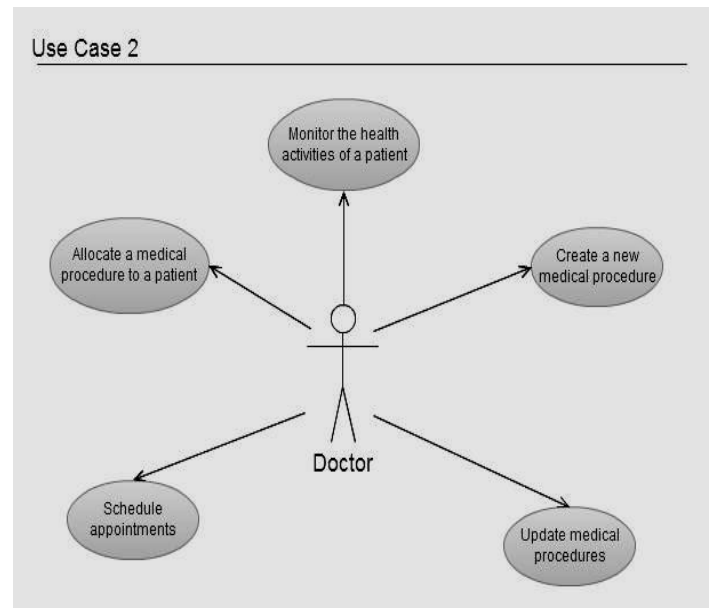 Use Case 2
Monitor the health
activities of a patient
Allocate a medical
procedure to a patient
Create a new
medical procedure
Doctor
Schedule
appointments
Update medical
procedures